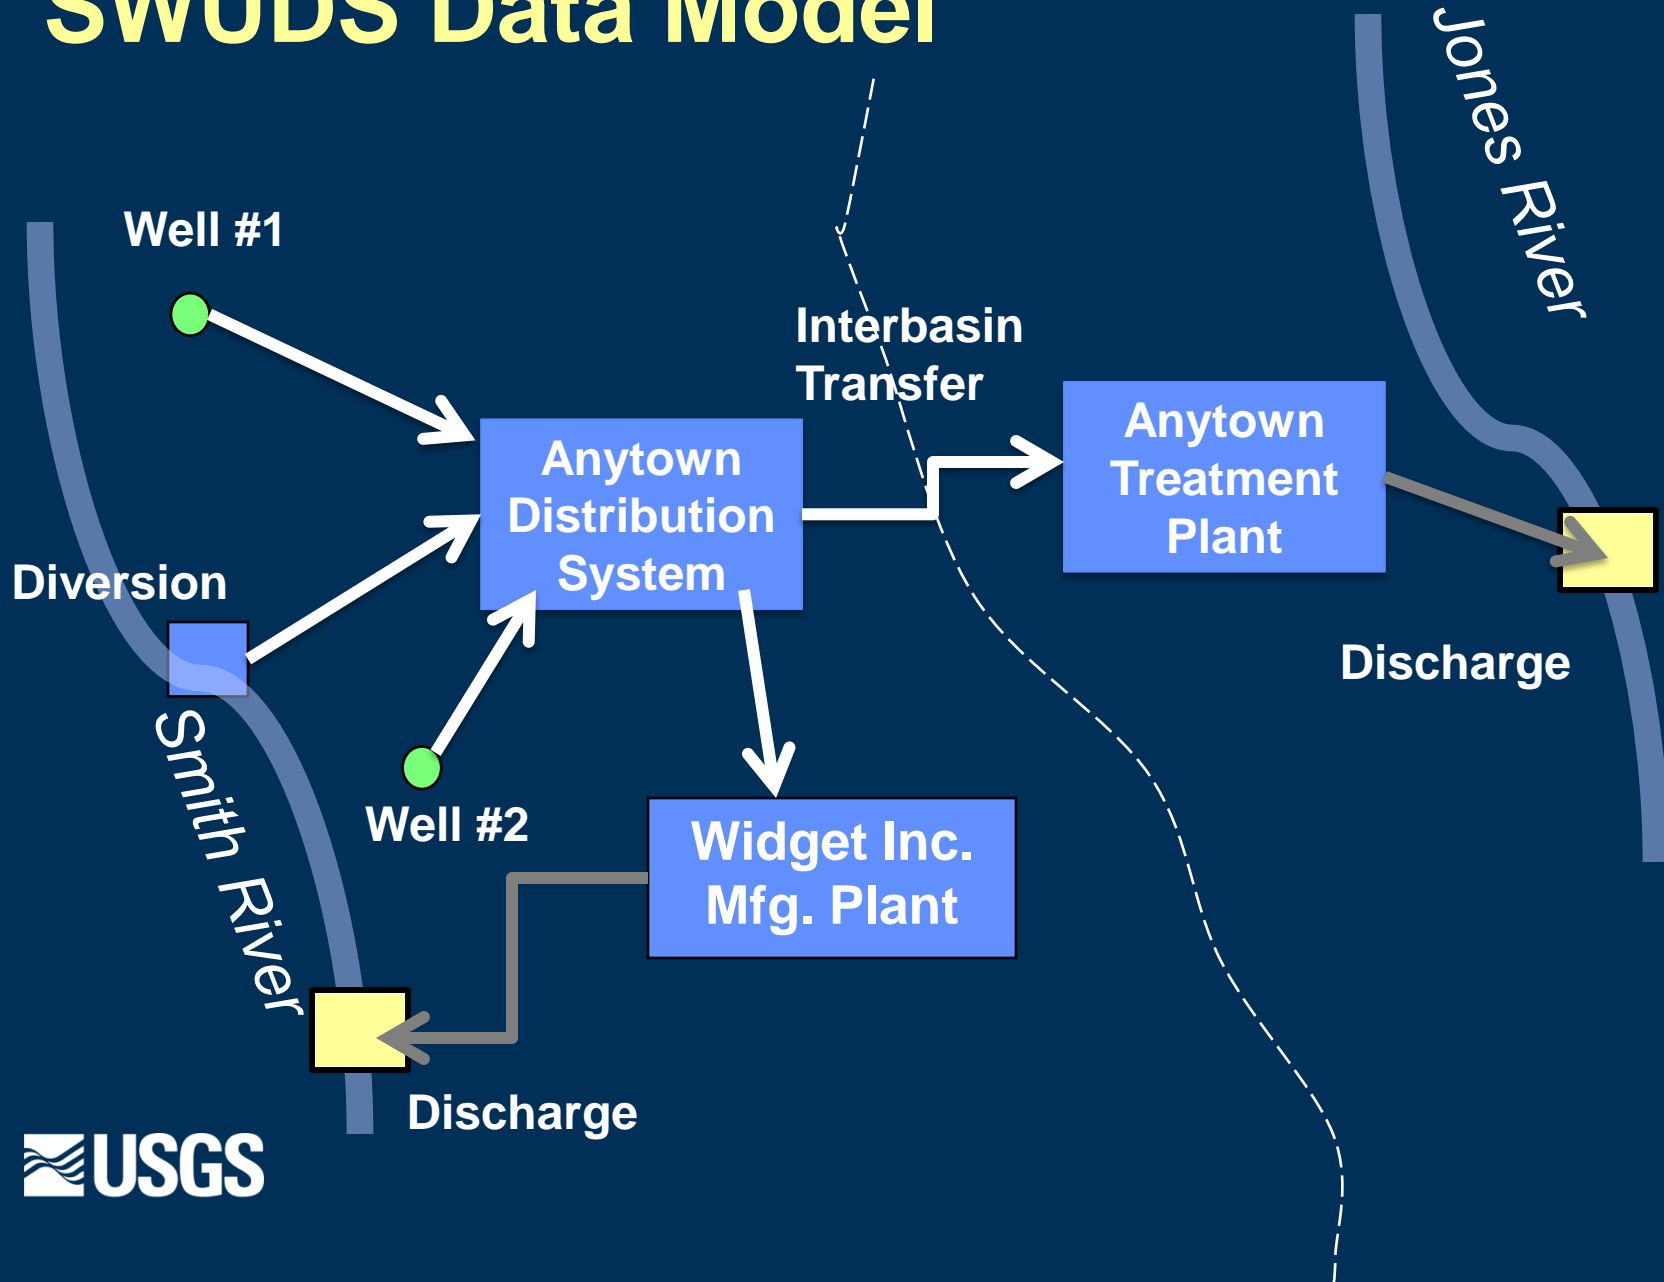 SWUDS Data Model
Jones River
Well #1
Interbasin
Transfer
Anytown
Distribution
System
Anytown
Treatment
Plant
Diversion
Discharge
Smith River
Well #2
Widget Inc.
Mfg. Plant
Discharge
USGS